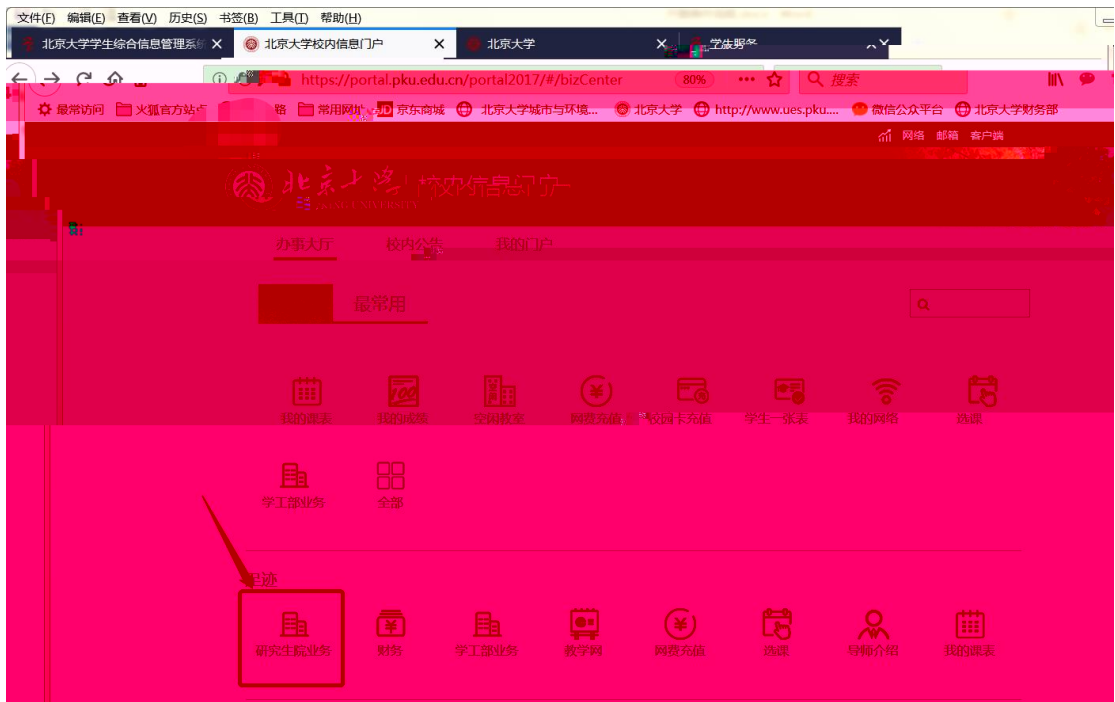 文件(F) 编辑(E) 查看(V) 历史(S) 书签(B) 工具(T) 帮助(H)
北京大学学生综合信息管理系统 × 北京大学校内信息门户 × 北京大学 ×
https://portal.pku.edu.cn/portal2017/#/bizCenter 80% 搜索
最常访问 火狐官方站点 常用网址 JD 京东商城 北京大学城市与环境... 北京大学 http://www.ues.pku.... 微信公众平台 北京大学财务部
网络 邮箱 客户端
北京大学 校内信息门户
办事大厅 校内公告 我的门户
最常用
我的课表 我的成绩 空闲教室 网费充值 校园卡充值 学生一张表 我的网络 选课
学工部业务 全部
足迹
研究生院业务 财务 学工部业务 教学网 网费充值 选课 导师介绍 我的课表